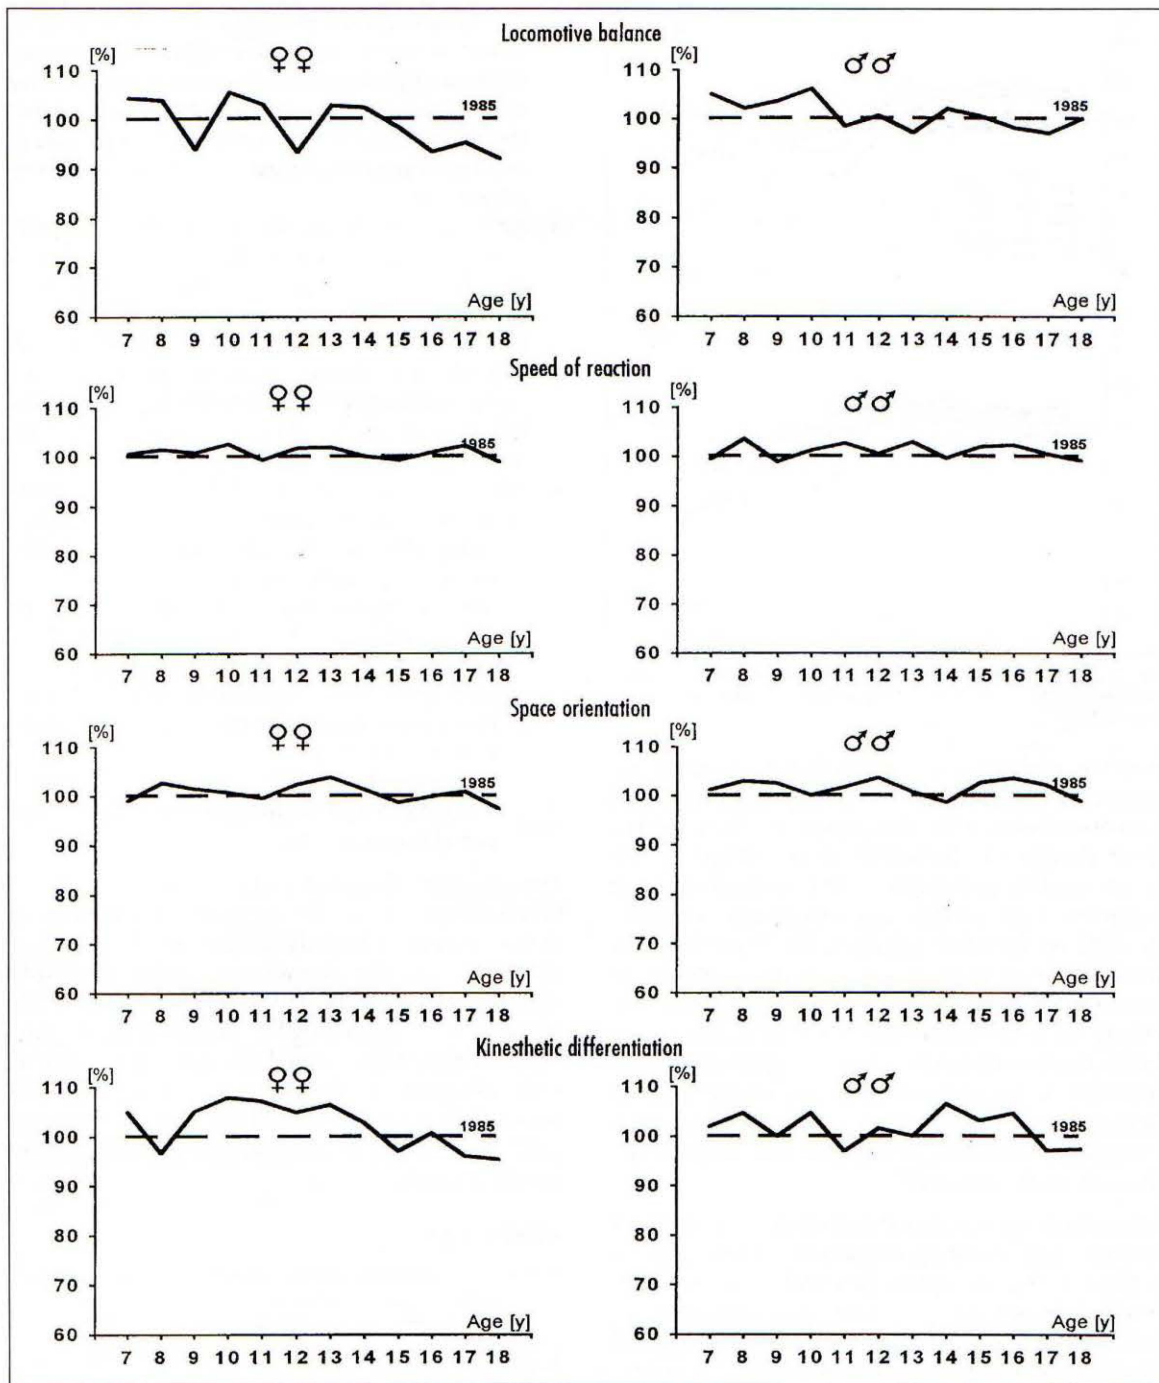 Locomotive balance
[%] ♀♀ [%] ♂♂
110 110
1985 1985
100 100
90 90
80 80
70 70
Age [y] Age [y]
60 60
7 8 9 10 11 12 13 14 15 16 17 18 7 8 9 10 11 12 13 14 15 16 17 18
Speed of reaction
[%] ♀♀ [%] ♂♂
110 110
1985 1985
100 100
90 90
80 80
70 70
Age [y] Age [y]
60 60
7 8 9 10 11 12 13 14 15 16 17 18 7 8 9 10 11 12 13 14 15 16 17 18
Space orientation
[%] ♀♀ [%] ♂♂
110 110
1985 1985
100 100
90 90
80 80
70 70
Age [y] Age [y]
60 60
7 8 9 10 11 12 13 14 15 16 17 18 7 8 9 10 11 12 13 14 15 16 17 18
Kinesthetic differentiation
[%] ♀♀ [%] ♂♂
110 110
1985 1985
100 100
90 90
80 80
70 70
Age [y] Age [y]
60 60
7 8 9 10 11 12 13 14 15 16 17 18 7 8 9 10 11 12 13 14 15 16 17 18